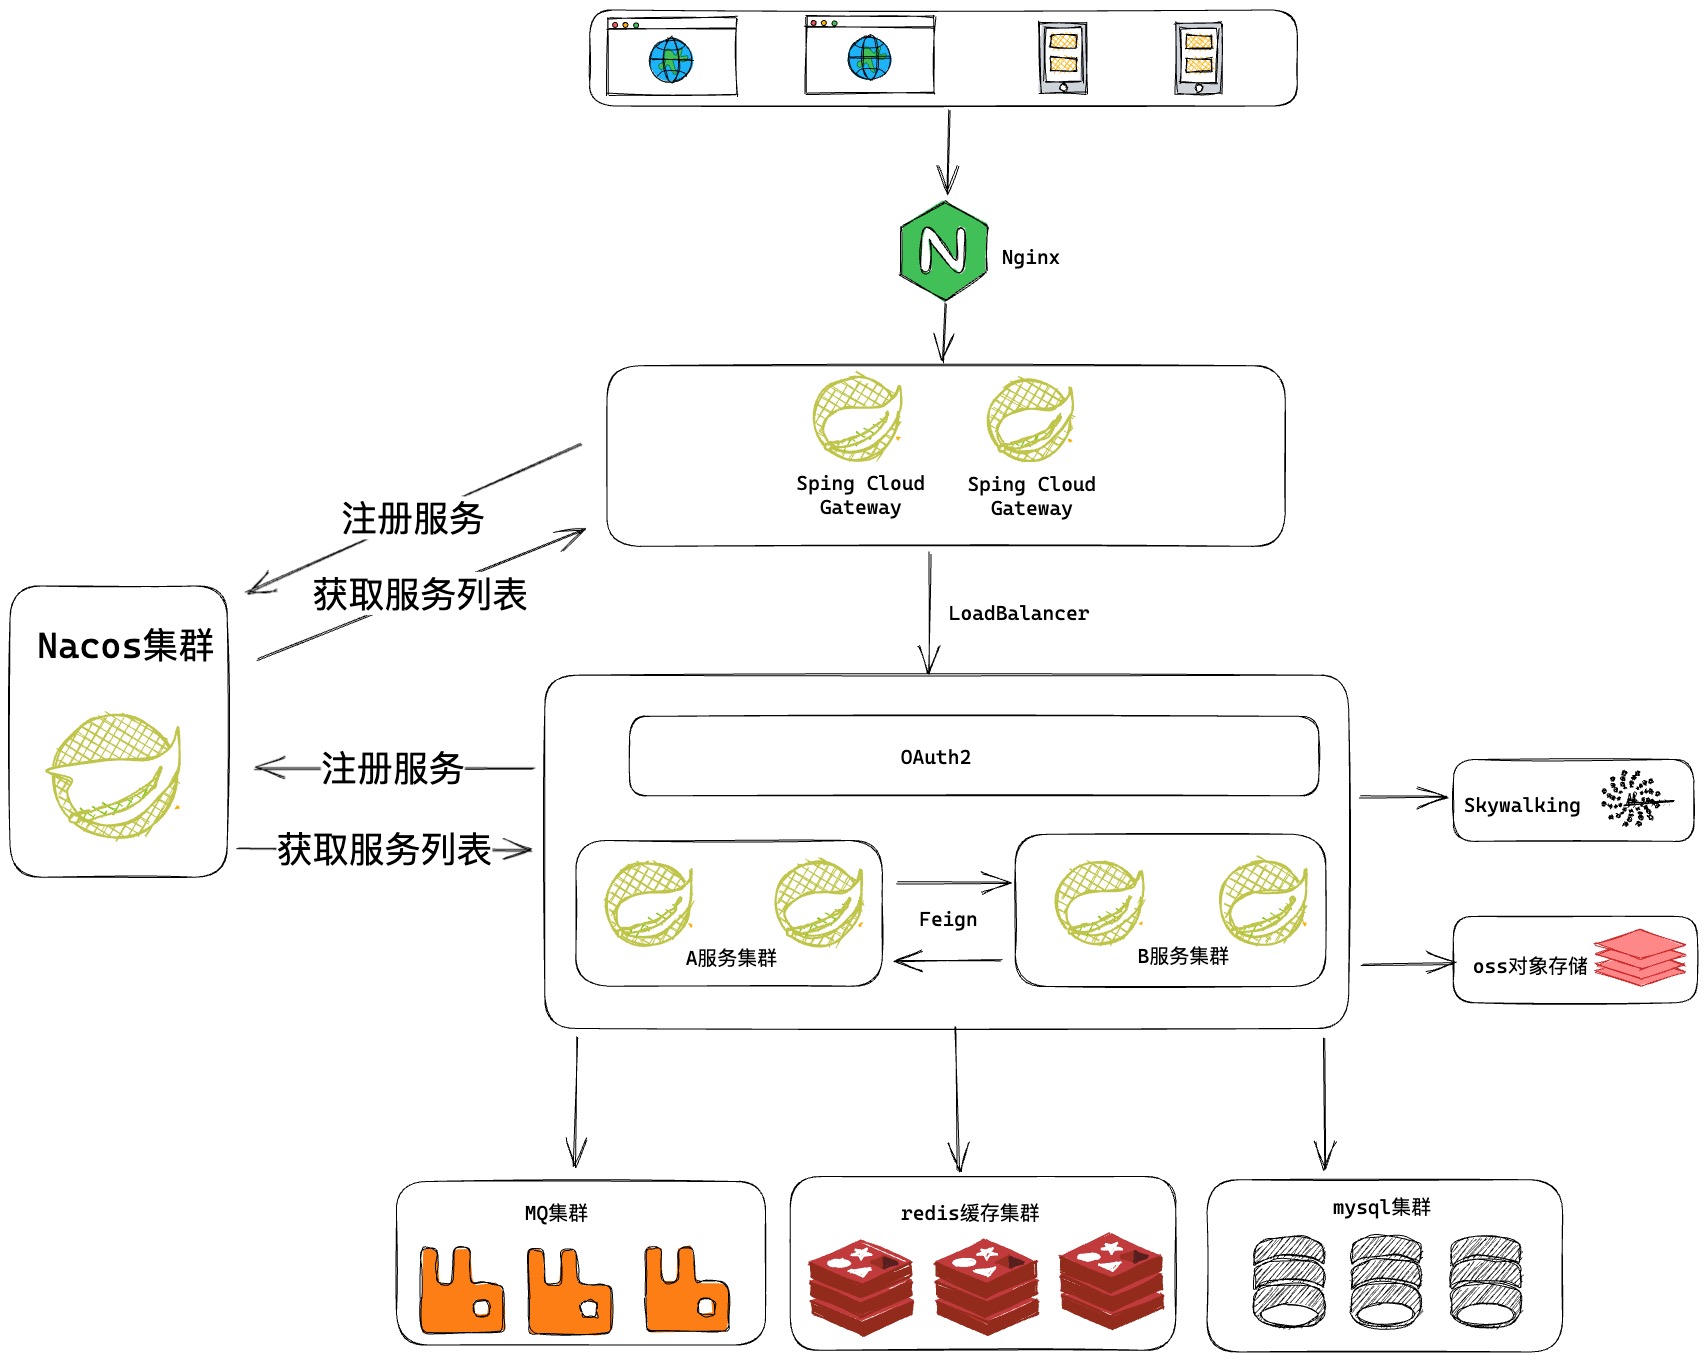 Nginx
Sping Cloud
Gateway
Sping Cloud
Gateway
注册服务
获取服务列表
LoadBalancer
Nacos集群
注册服务
获取服务列表
OAuth2
Skywalking
A服务集群
Feign
B服务集群
oss对象存储
MQ集群
redis缓存集群
mysql集群